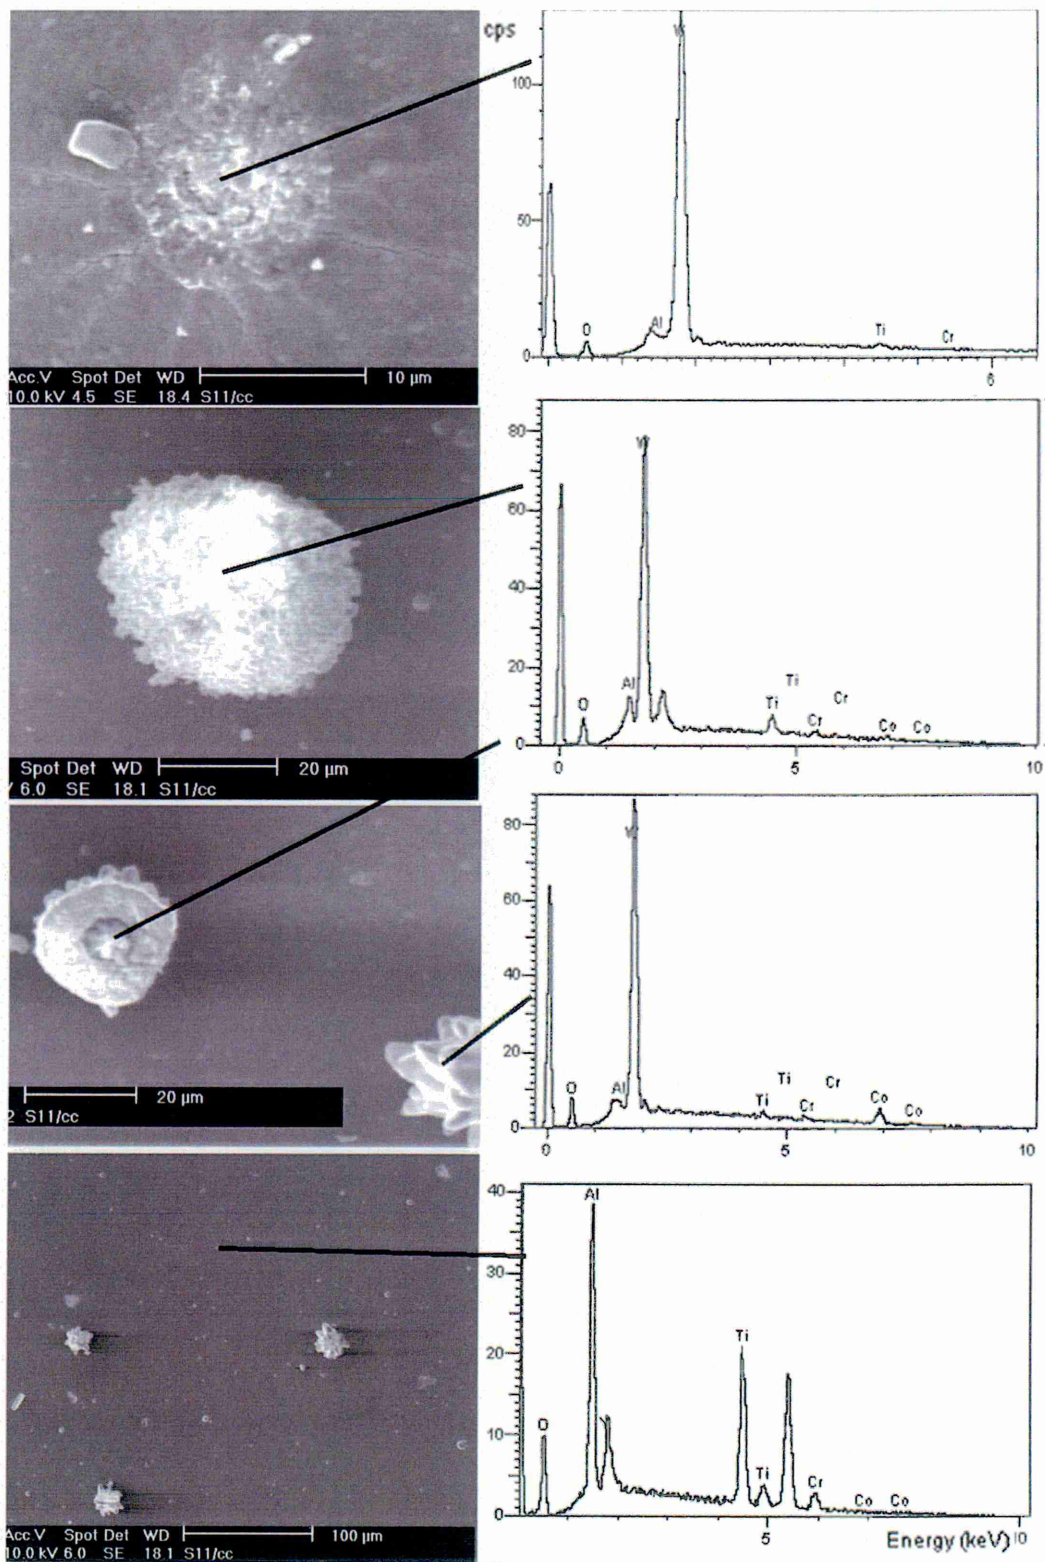 cps
W
100
50
O
Al
Ti
Cr
0
6
Acc.V Spot Det WD 10 µm
10.0 kV 4.5 SE 18.4 S11/cc
80
W
60
40
20
Al
O
Ti
Ti
Cr
Cr
Co
Co
0
0
5
10
Spot Det WD 20 µm
6.0 SE 18.1 S11/cc
80
W
60
40
20
O
Al
Ti
Ti
Cr
Cr
Co
Co
0
0
5
10
20 µm
2 S11/cc
40
Al
30
Ti
20
10
O
Ti
Cr
Co
Co
0
5
Energy (keV) 10
Acc.V Spot Det WD 100 µm
10.0 kV 6.0 SE 18.1 S11/cc